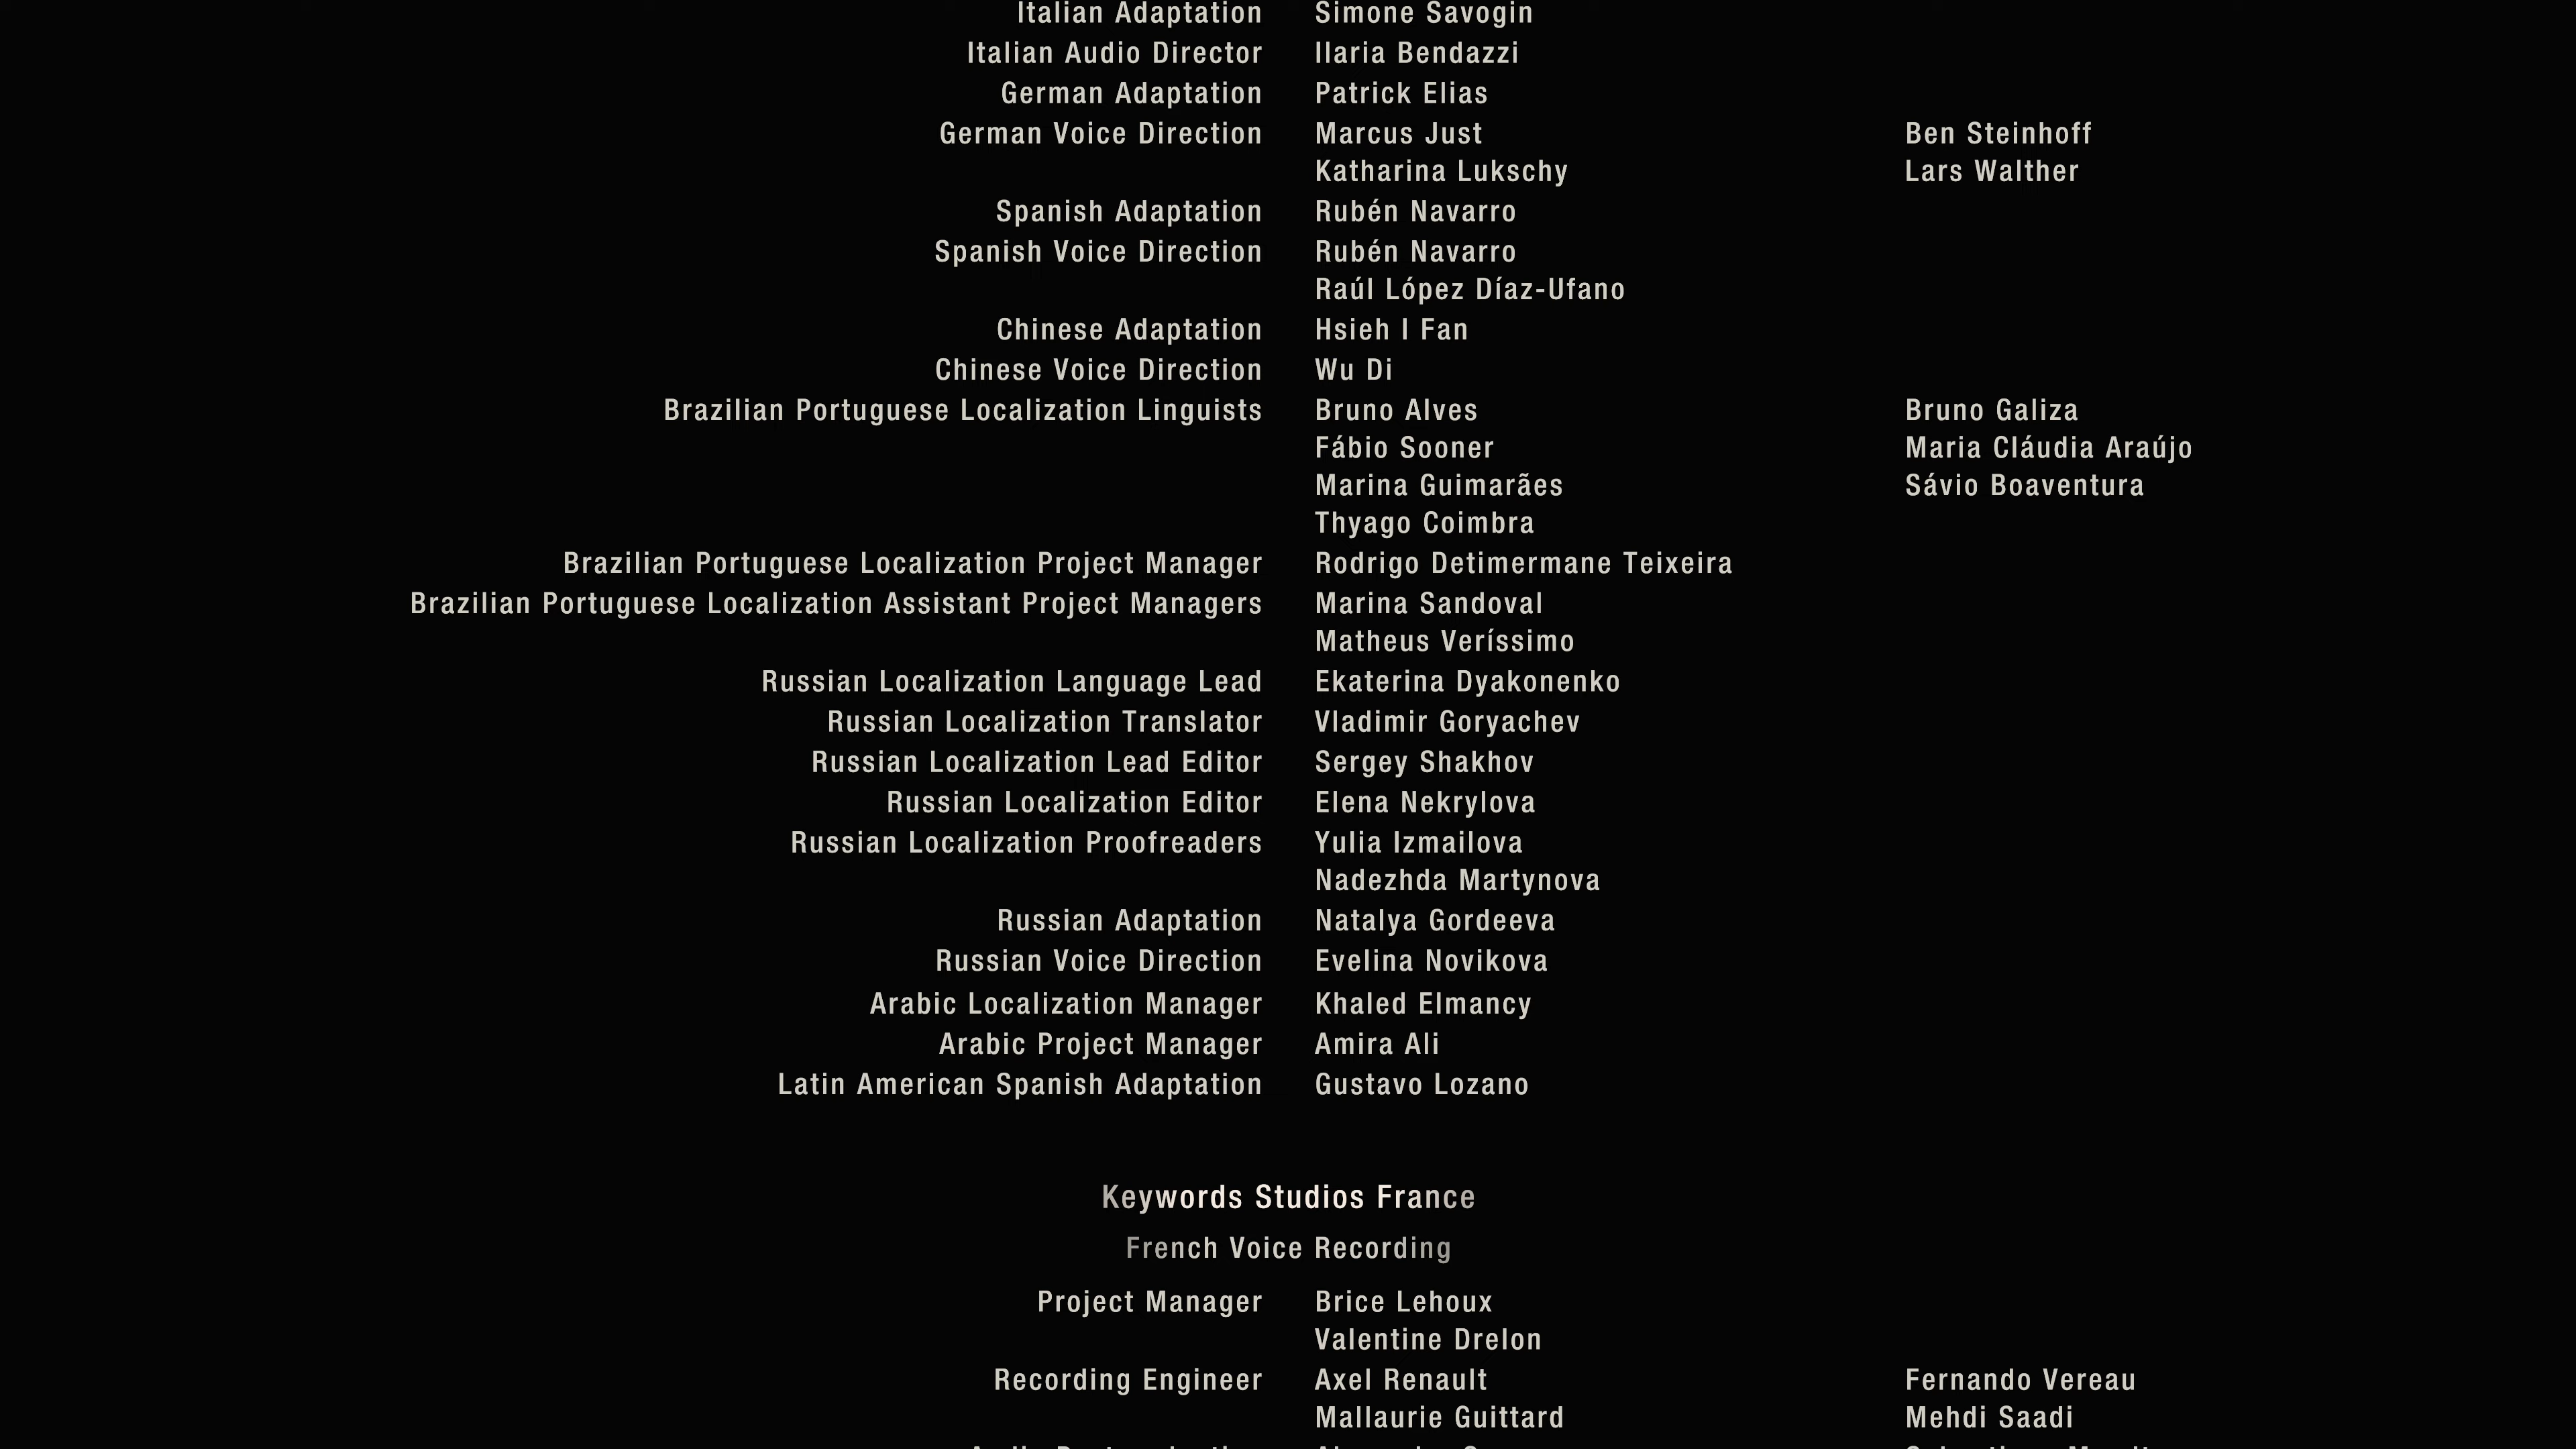 Italian Adaptation Simone Savogin
Italian Audio Director Ilaria Bendazzi
German Adaptation Patrick Elias
German Voice Direction Marcus Just Ben Steinhoff
Katharina Lukschy Lars Walther
Spanish Adaptation Rubén Navarro
Spanish Voice Direction Rubén Navarro
Raúl López Díaz-Ufano
Chinese Adaptation Hsieh I Fan
Chinese Voice Direction Wu Di
Brazilian Portuguese Localization Linguists Bruno Alves Bruno Galiza
Fábio Sooner Maria Cláudia Araújo
Marina Guimarães Sávio Boaventura
Thyago Coimbra
Brazilian Portuguese Localization Project Manager Rodrigo Detimermane Teixeira
Brazilian Portuguese Localization Assistant Project Managers Marina Sandoval
Matheus Veríssimo
Russian Localization Language Lead Ekaterina Dyakonenko
Russian Localization Translator Vladimir Goryachev
Russian Localization Lead Editor Sergey Shakhov
Russian Localization Editor Elena Nekrylova
Russian Localization Proofreaders Yulia Izmailova
Nadezhda Martynova
Russian Adaptation Natalya Gordeeva
Russian Voice Direction Evelina Novikova
Arabic Localization Manager Khaled Elmancy
Arabic Project Manager Amira Ali
Latin American Spanish Adaptation Gustavo Lozano
Keywords Studios France
French Voice Recording
Project Manager Brice Lehoux
Valentine Drelon
Recording Engineer Axel Renault Fernando Vereau
Mallaurie Guittard Mehdi Saadi